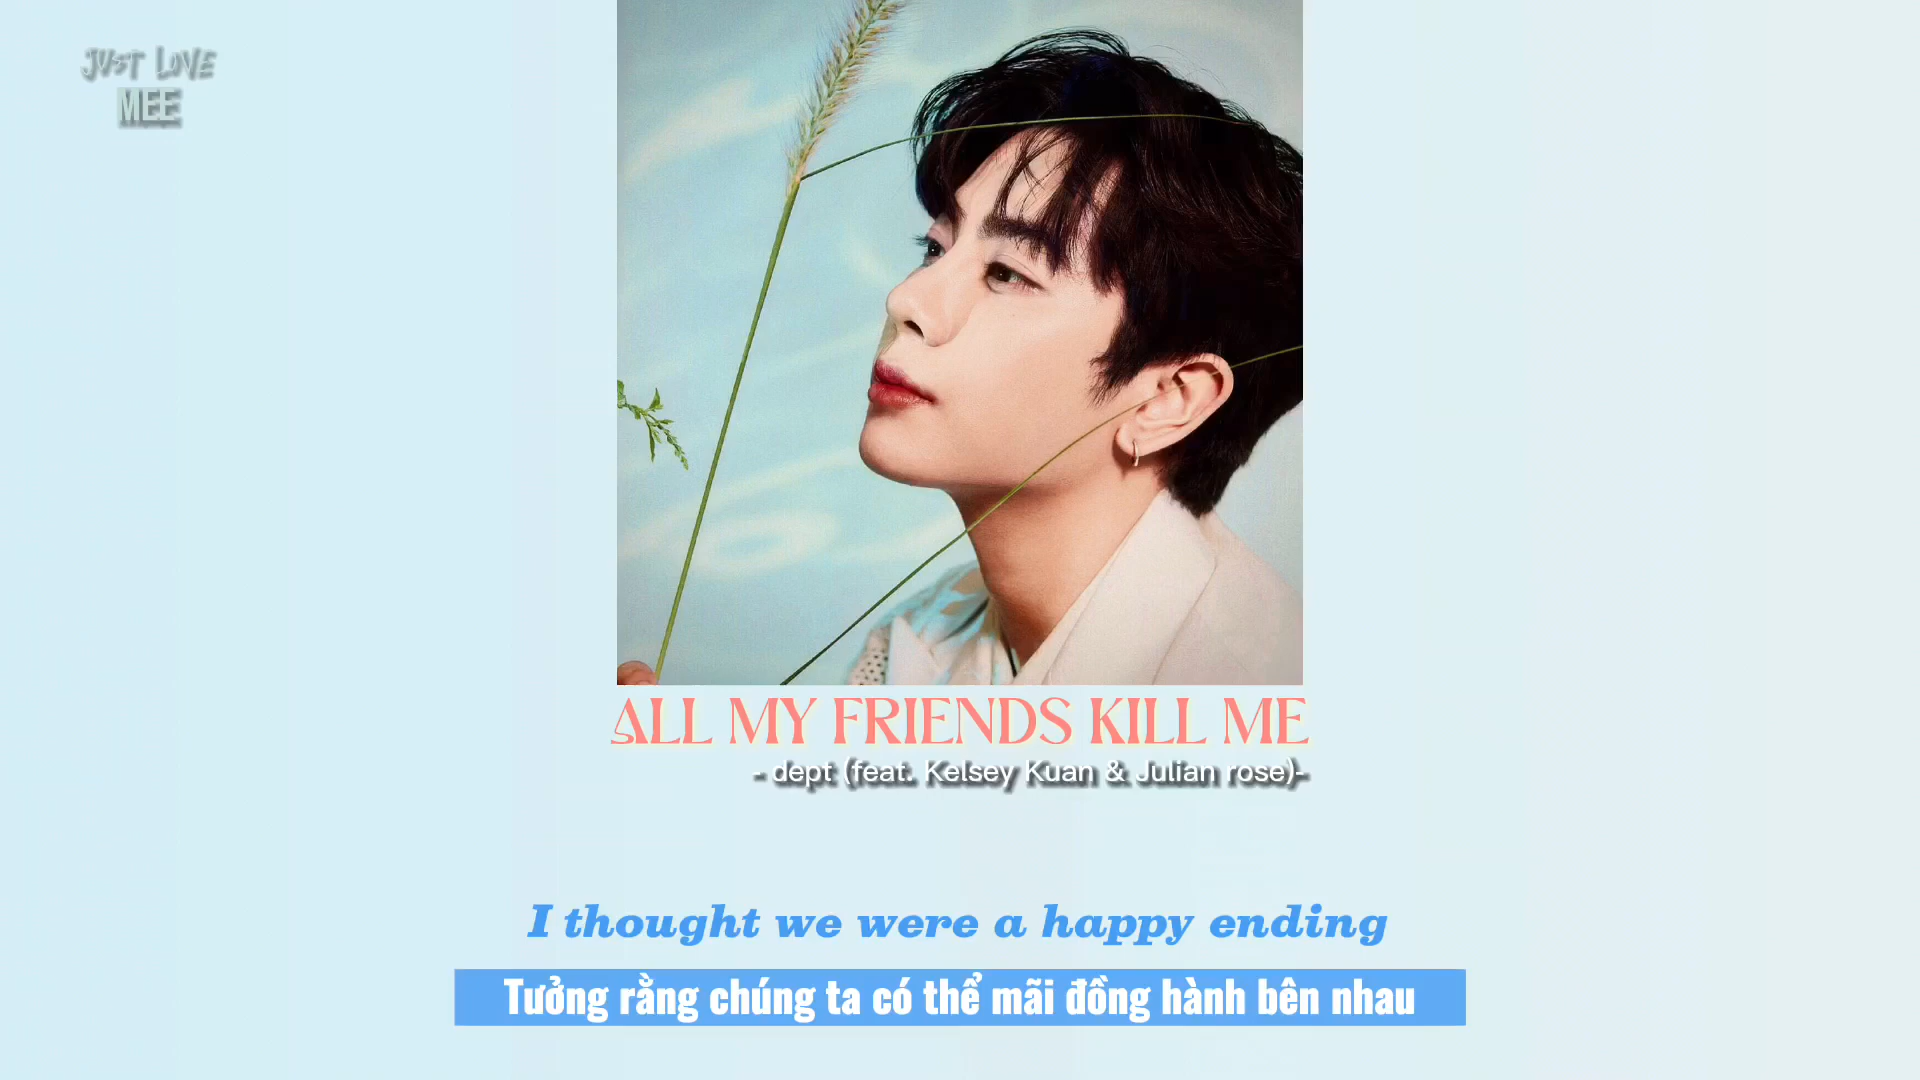 JUST LOVE
MEE
ALL MY FRIENDS KILL ME
- dept (feat. Kelsey Kuan & Julian rose)-
I thought we were a happy ending
Tưởng rằng chúng ta có thể mãi đồng hành bên nhau